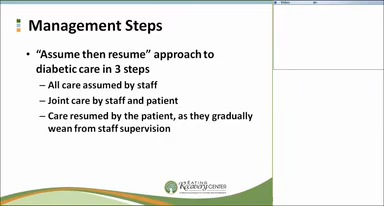 Management Steps
• “Assume then resume” approach to
diabetic care in 3 steps
– All care assumed by staff
– Joint care by staff and patient
– Care resumed by the patient, as they gradually
wean from staff supervision
EATING
RECOVERY CENTER